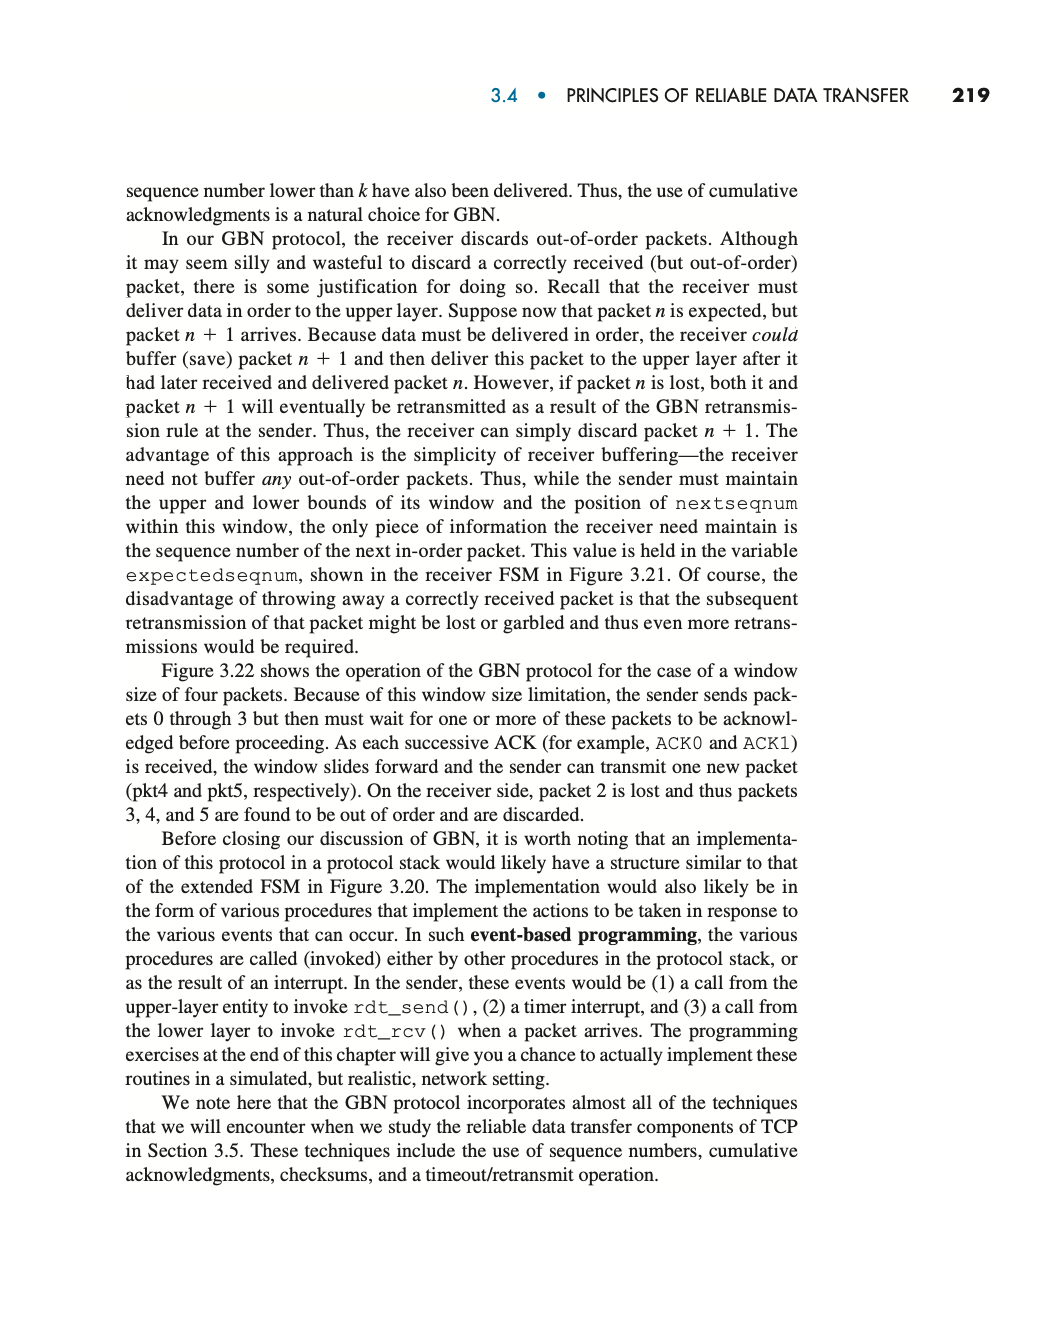 3.4 • PRINCIPLES OF RELIABLE DATA TRANSFER 219
sequence number lower than k have also been delivered. Thus, the use of cumulative
acknowledgments is a natural choice for GBN.
In our GBN protocol, the receiver discards out-of-order packets. Although
it may seem silly and wasteful to discard a correctly received (but out-of-order)
packet, there is some justification for doing so. Recall that the receiver must
deliver data in order to the upper layer. Suppose now that packet n is expected, but
packet n + 1 arrives. Because data must be delivered in order, the receiver could
buffer (save) packet n + 1 and then deliver this packet to the upper layer after it
had later received and delivered packet n. However, if packet n is lost, both it and
packet n + 1 will eventually be retransmitted as a result of the GBN retransmis-
sion rule at the sender. Thus, the receiver can simply discard packet n + 1. The
advantage of this approach is the simplicity of receiver buffering—the receiver
need not buffer any out-of-order packets. Thus, while the sender must maintain
the upper and lower bounds of its window and the position of nextseqnum
within this window, the only piece of information the receiver need maintain is
the sequence number of the next in-order packet. This value is held in the variable
expectedseqnum, shown in the receiver FSM in Figure 3.21. Of course, the
disadvantage of throwing away a correctly received packet is that the subsequent
retransmission of that packet might be lost or garbled and thus even more retrans-
missions would be required.
Figure 3.22 shows the operation of the GBN protocol for the case of a window
size of four packets. Because of this window size limitation, the sender sends pack-
ets 0 through 3 but then must wait for one or more of these packets to be acknowl-
edged before proceeding. As each successive ACK (for example, ACK0 and ACK1)
is received, the window slides forward and the sender can transmit one new packet
(pkt4 and pkt5, respectively). On the receiver side, packet 2 is lost and thus packets
3, 4, and 5 are found to be out of order and are discarded.
Before closing our discussion of GBN, it is worth noting that an implementa-
tion of this protocol in a protocol stack would likely have a structure similar to that
of the extended FSM in Figure 3.20. The implementation would also likely be in
the form of various procedures that implement the actions to be taken in response to
the various events that can occur. In such event-based programming, the various
procedures are called (invoked) either by other procedures in the protocol stack, or
as the result of an interrupt. In the sender, these events would be (1) a call from the
upper-layer entity to invoke rdt_send(), (2) a timer interrupt, and (3) a call from
the lower layer to invoke rdt_rcv() when a packet arrives. The programming
exercises at the end of this chapter will give you a chance to actually implement these
routines in a simulated, but realistic, network setting.
We note here that the GBN protocol incorporates almost all of the techniques
that we will encounter when we study the reliable data transfer components of TCP
in Section 3.5. These techniques include the use of sequence numbers, cumulative
acknowledgments, checksums, and a timeout/retransmit operation.